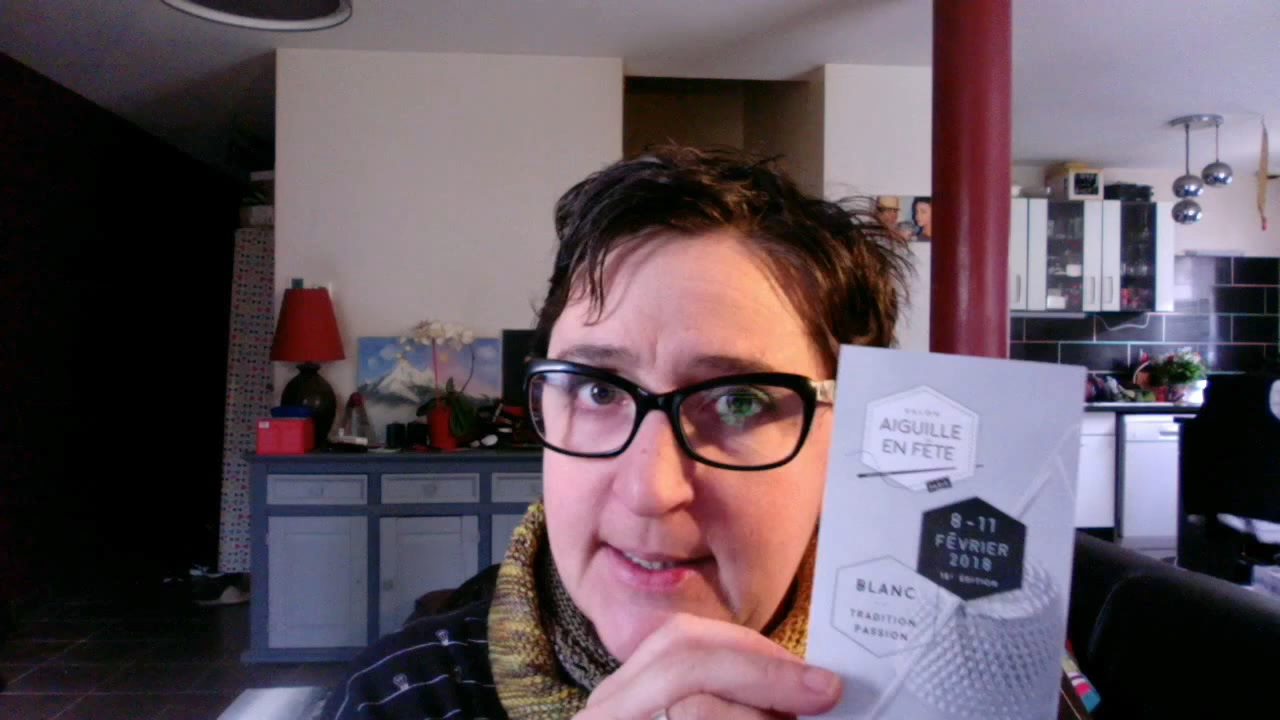 SALON
AIGUILLE
EN FÊTE
8-11
FÉVRIER
2018
15E ÉDITION
BLANC
TRADITION
PASSION